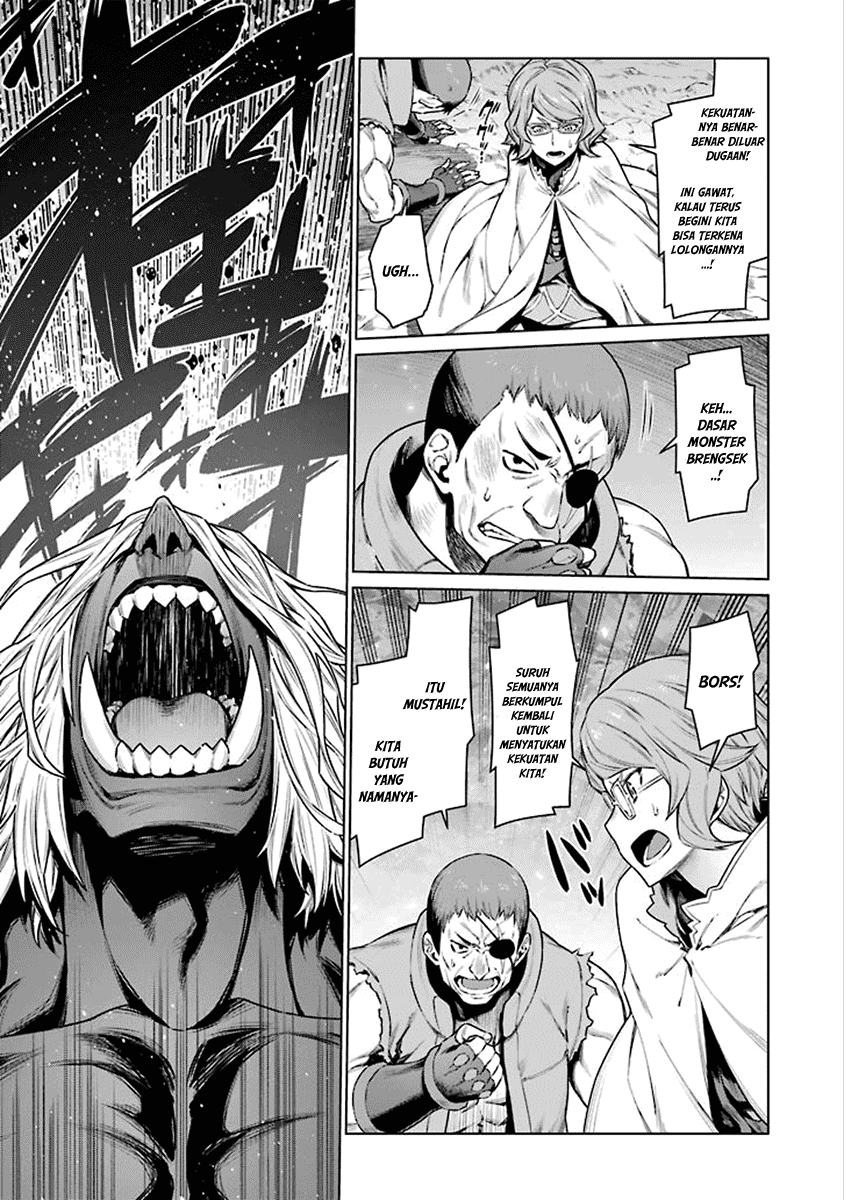 KEKUATAN-
NYA BENAR-
BENAR DILUAR
DUGAAN!
INI GAWAT,
KALAU TERUS
BEGINI KITA
BISA TERKENA
LOLONGANNYA
...!
UGH...
KEH...
DASAR
MONSTER
BRENGSEK
..!
BORS!
SURUH
SEMUANYA
BERKUMPUL
KEMBALI
UNTUK
MENYATUKAN
KEKUATAN
KITA!
ITU
MUSTAHIL!
KITA
BUTUH
YANG
NAMANYA-